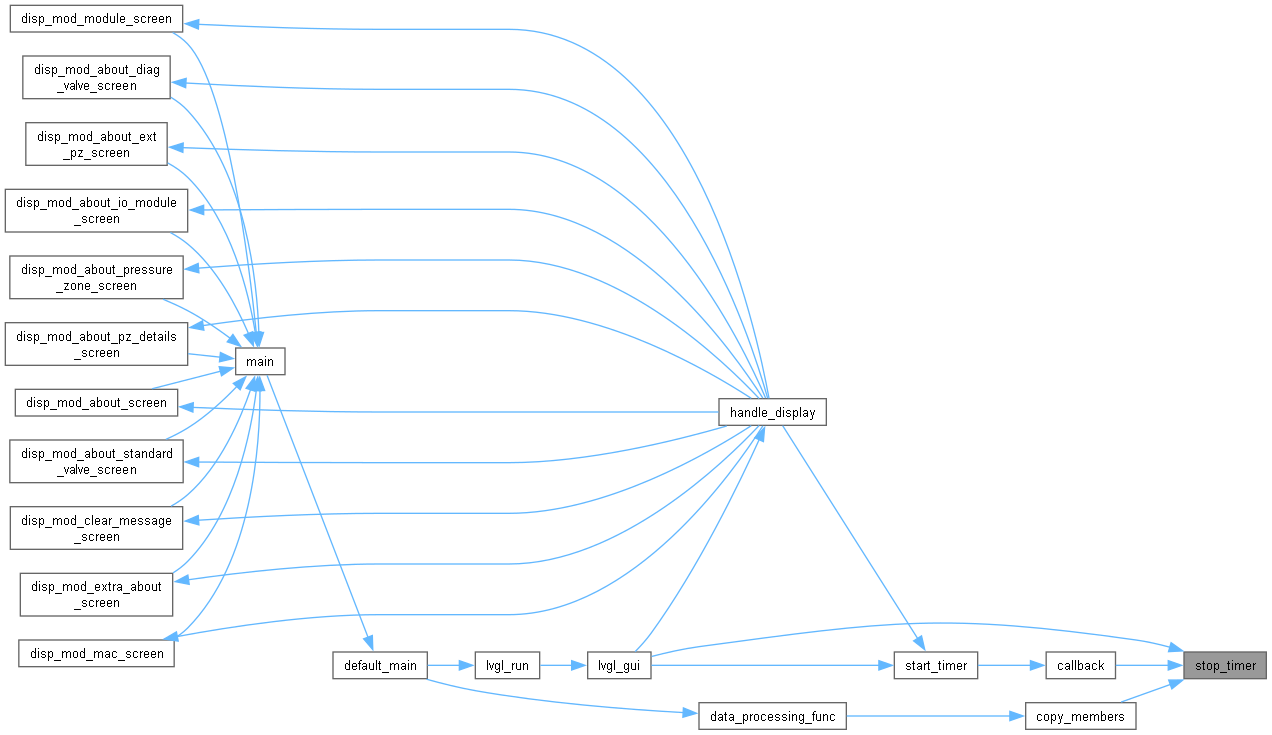 disp_mod_module_screen
disp_mod_about_diag
_valve_screen
disp_mod_about_ext
_pz_screen
disp_mod_about_io_module
_screen
disp_mod_about_pressure
_zone_screen
disp_mod_about_pz_details
_screen
main
disp_mod_about_screen
handle_display
disp_mod_about_standard
_valve_screen
disp_mod_clear_message
_screen
disp_mod_extra_about
_screen
disp_mod_mac_screen
default_main
lvgl_run
lvgl_gui
start_timer
callback
stop_timer
data_processing_func
copy_members